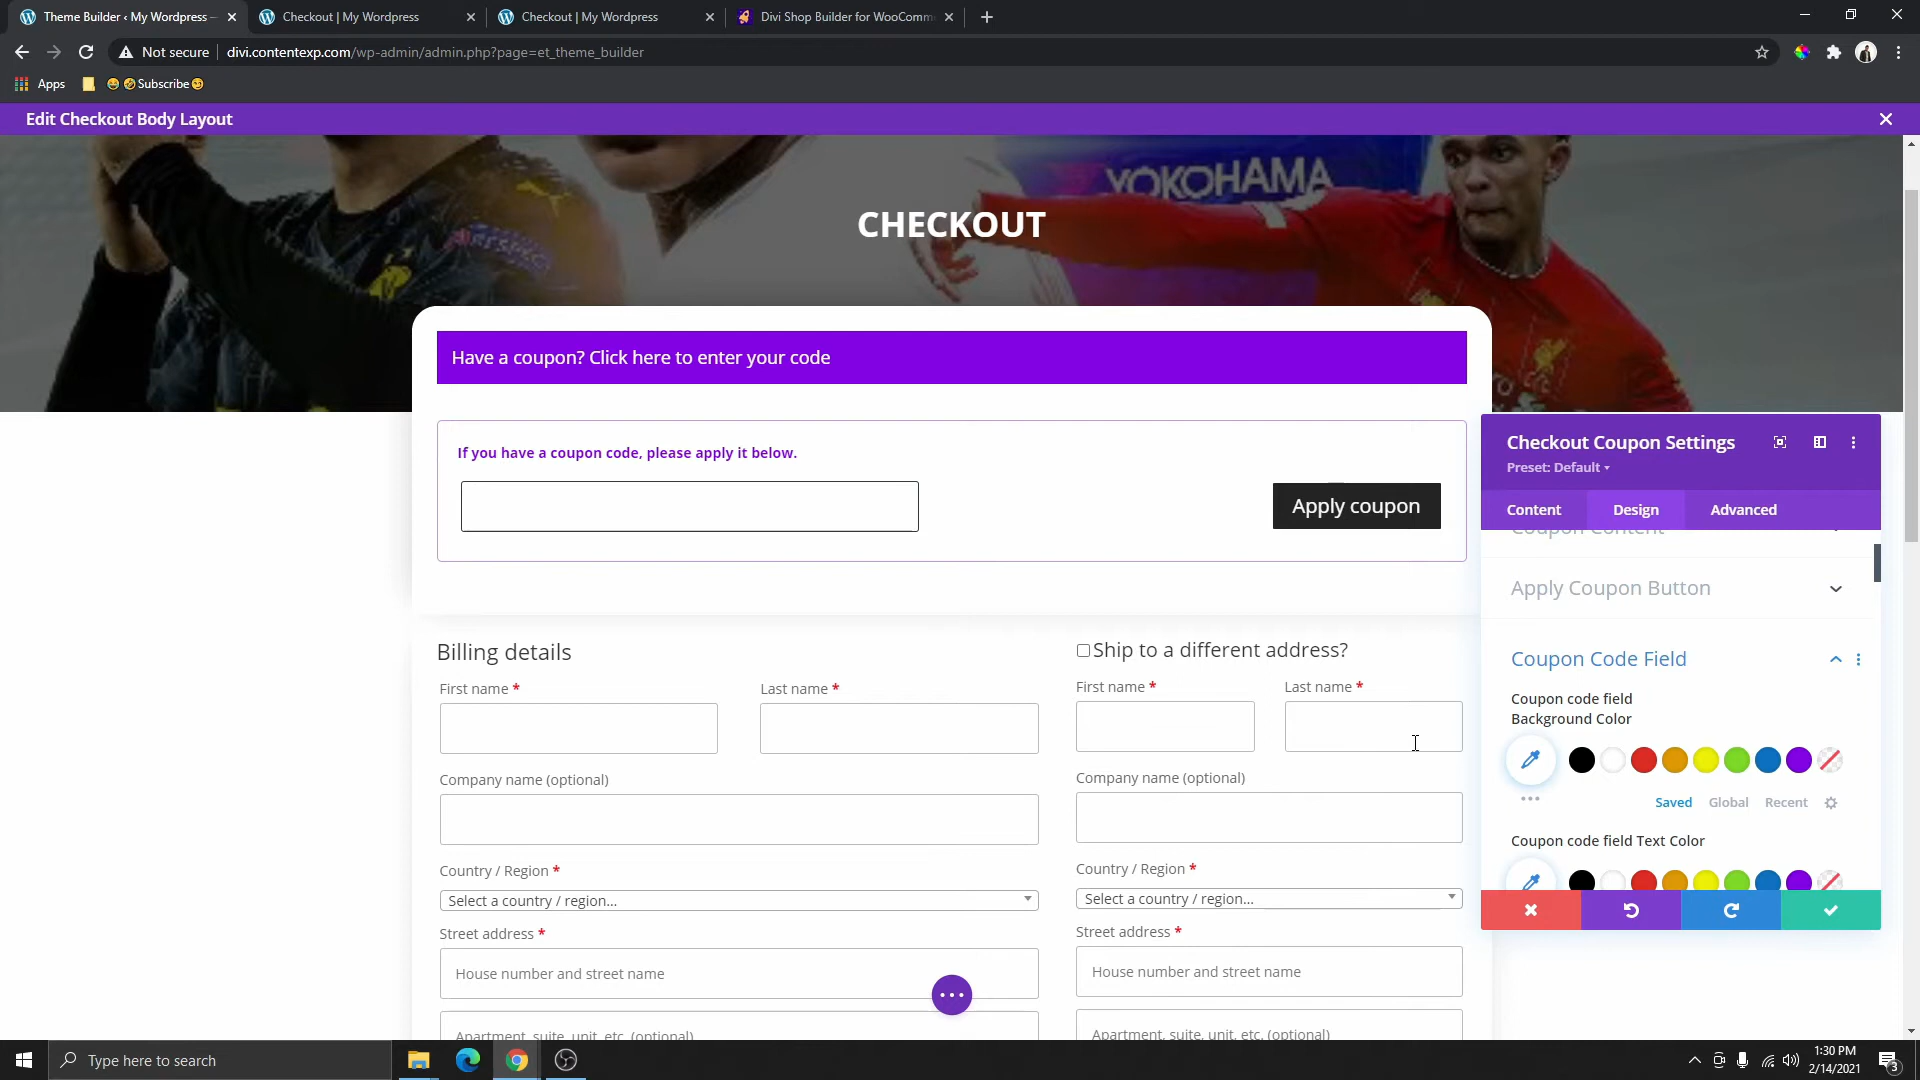 Theme Builder ‹ My Wordpress –
Checkout | My Wordpress
Checkout | My Wordpress
Divi Shop Builder for WooComm
Not secure
divi.contentexp.com/wp-admin/admin.php?page=et_theme_builder
Apps
😄🤣Subscribe😏
Edit Checkout Body Layout
YOKOHAMA
CHECKOUT
Have a coupon? Click here to enter your code
If you have a coupon code, please apply it below.
Apply coupon
Billing details
First name *
Last name *
Company name (optional)
Country / Region *
Select a country / region...
Street address *
House number and street name
Apartment, suite, unit, etc. (optional)
Ship to a different address?
First name *
Last name *
Company name (optional)
Country / Region *
Select a country / region...
Street address *
House number and street name
Apartment, suite, unit, etc. (optional)
Checkout Coupon Settings
Preset: Default
Content
Design
Advanced
Coupon Content
Apply Coupon Button
Coupon Code Field
Coupon code field
Background Color
Saved
Global
Recent
Coupon code field Text Color
Type here to search
1:30 PM
2/14/2021
3